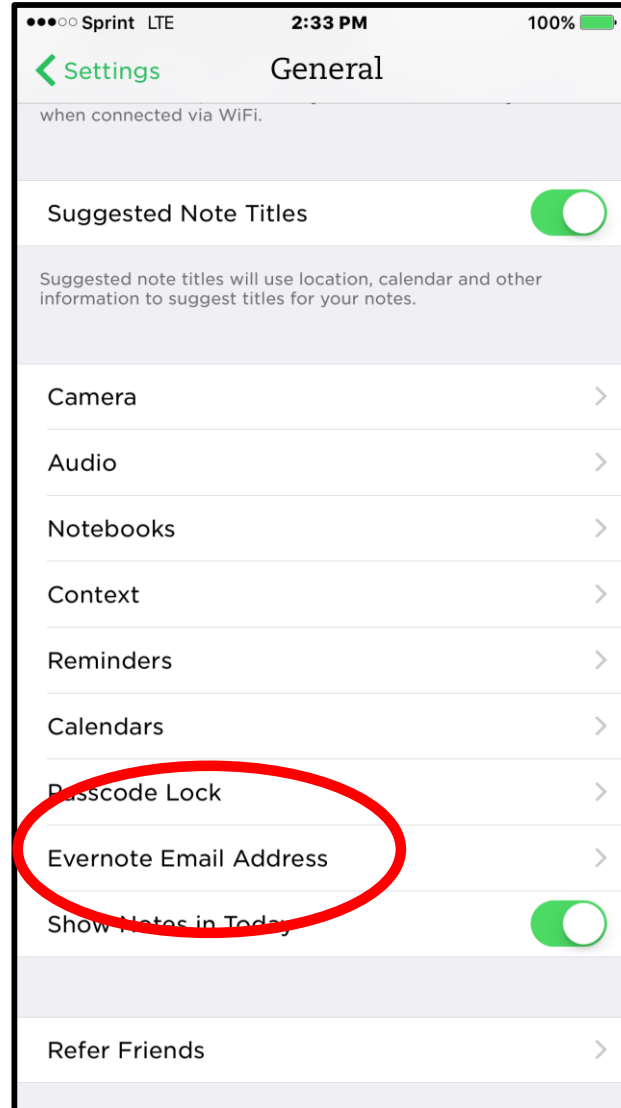 Sprint LTE 2:33 PM 100%
Settings General
when connected via WiFi.
Suggested Note Titles
Suggested note titles will use location, calendar and other
information to suggest titles for your notes.
Camera
Audio
Notebooks
Context
Reminders
Calendars
Passcode Lock
Evernote Email Address
Show Notes in Today
Refer Friends